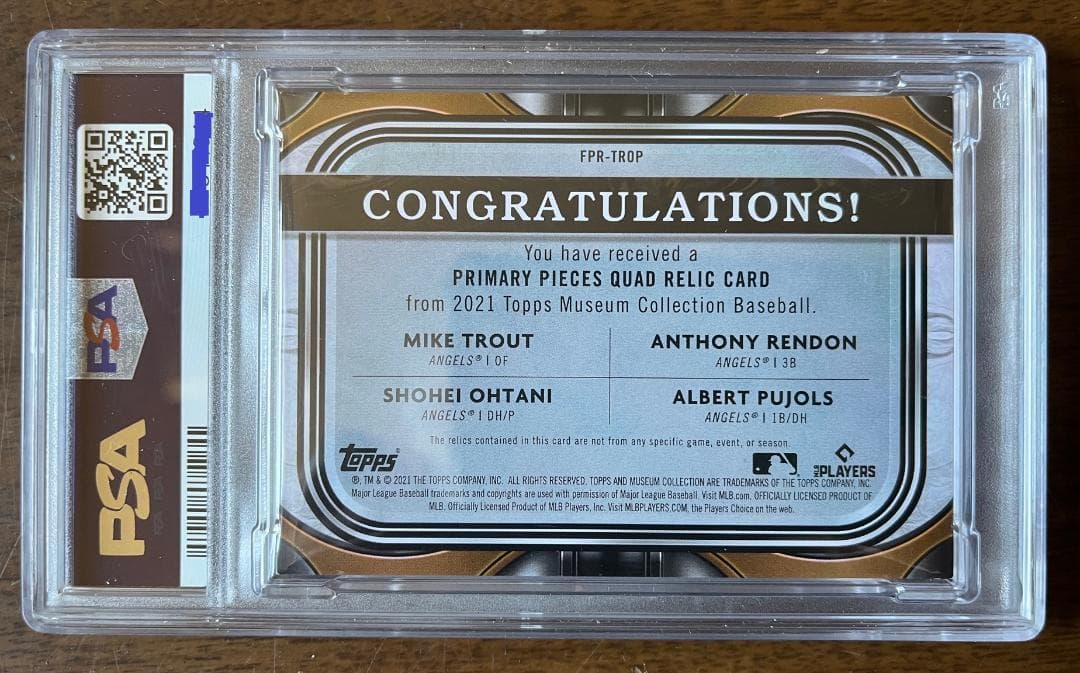 FPR-TROP
CONGRATULATIONS!
You have received a
PRIMARY PIECES QUAD RELIC CARD
from 2021 Topps Museum Collection Baseball.
MIKE TROUT
ANGELS® | OF
ANTHONY RENDON
ANGELS® | 3B
SHOHEI OHTANI
ANGELS® | DH/P
ALBERT PUJOLS
ANGELS® | 1B/DH
The relics contained in this card are not from any specific game, event, or season.
topps®
MLB PLAYERS
®, TM & © 2021 THE TOPPS COMPANY, INC. ALL RIGHTS RESERVED. TOPPS AND MUSEUM COLLECTION ARE TRADEMARKS OF THE TOPPS COMPANY, INC.
Major League Baseball trademarks and copyrights are used with permission of Major League Baseball. Visit MLB.com. OFFICIALLY LICENSED PRODUCT OF
MLB. Officially Licensed Product of MLB Players, Inc. Visit MLBPLAYERS.COM, the Players Choice on the web.
PSA
PSA